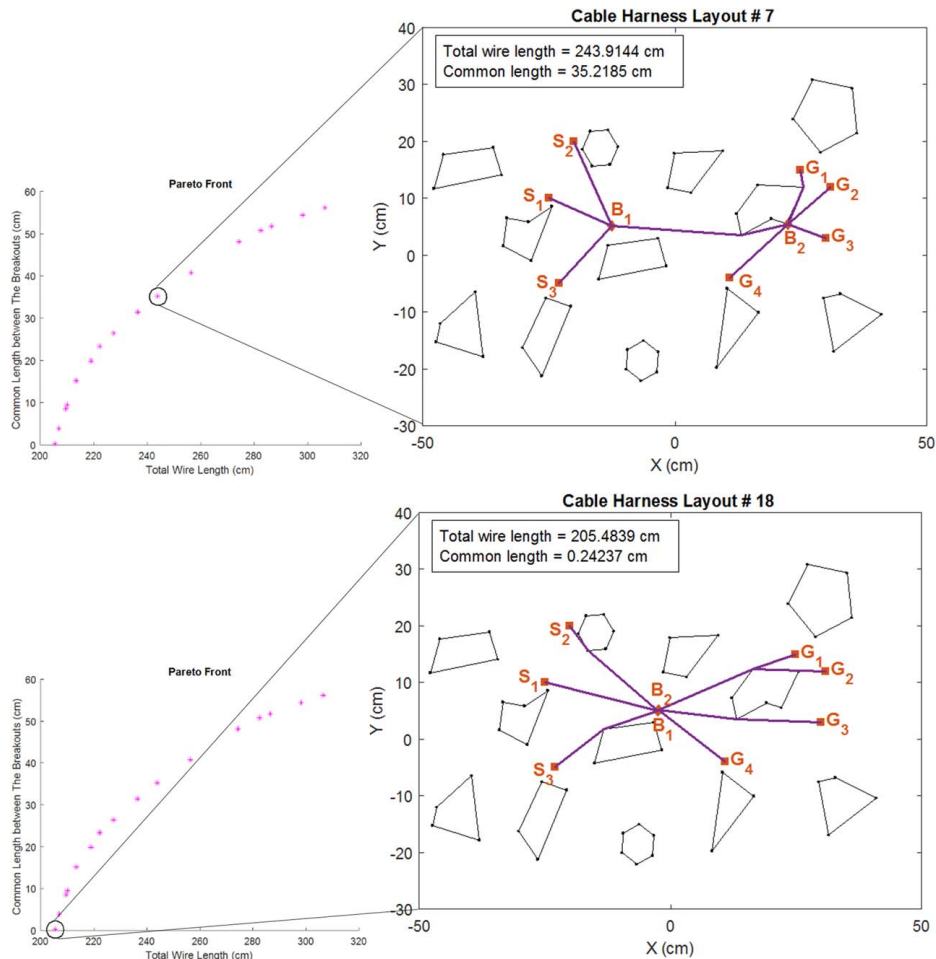 Cable Harness Layout # 7
Total wire length = 243.9144 cm
Common length = 35.2185 cm
40
30
20
10
0
-10
-20
-30
Y (cm)
S2
S1
S3
B1
B2
G1
G2
G3
G4
-50
0
50
X (cm)
Pareto Front
60
50
40
30
20
10
0
Common Length between The Breakouts (cm)
200 220 240 260 280 300 320
Total Wire Length (cm)
Cable Harness Layout # 18
Total wire length = 205.4839 cm
Common length = 0.24237 cm
40
30
20
10
0
-10
-20
-30
Y (cm)
S2
S1
S3
B2
B1
G1
G2
G3
G4
-50
0
50
X (cm)
Pareto Front
60
50
40
30
20
10
0
Common Length between The Breakouts (cm)
200 220 240 260 280 300 320
Total Wire Length (cm)